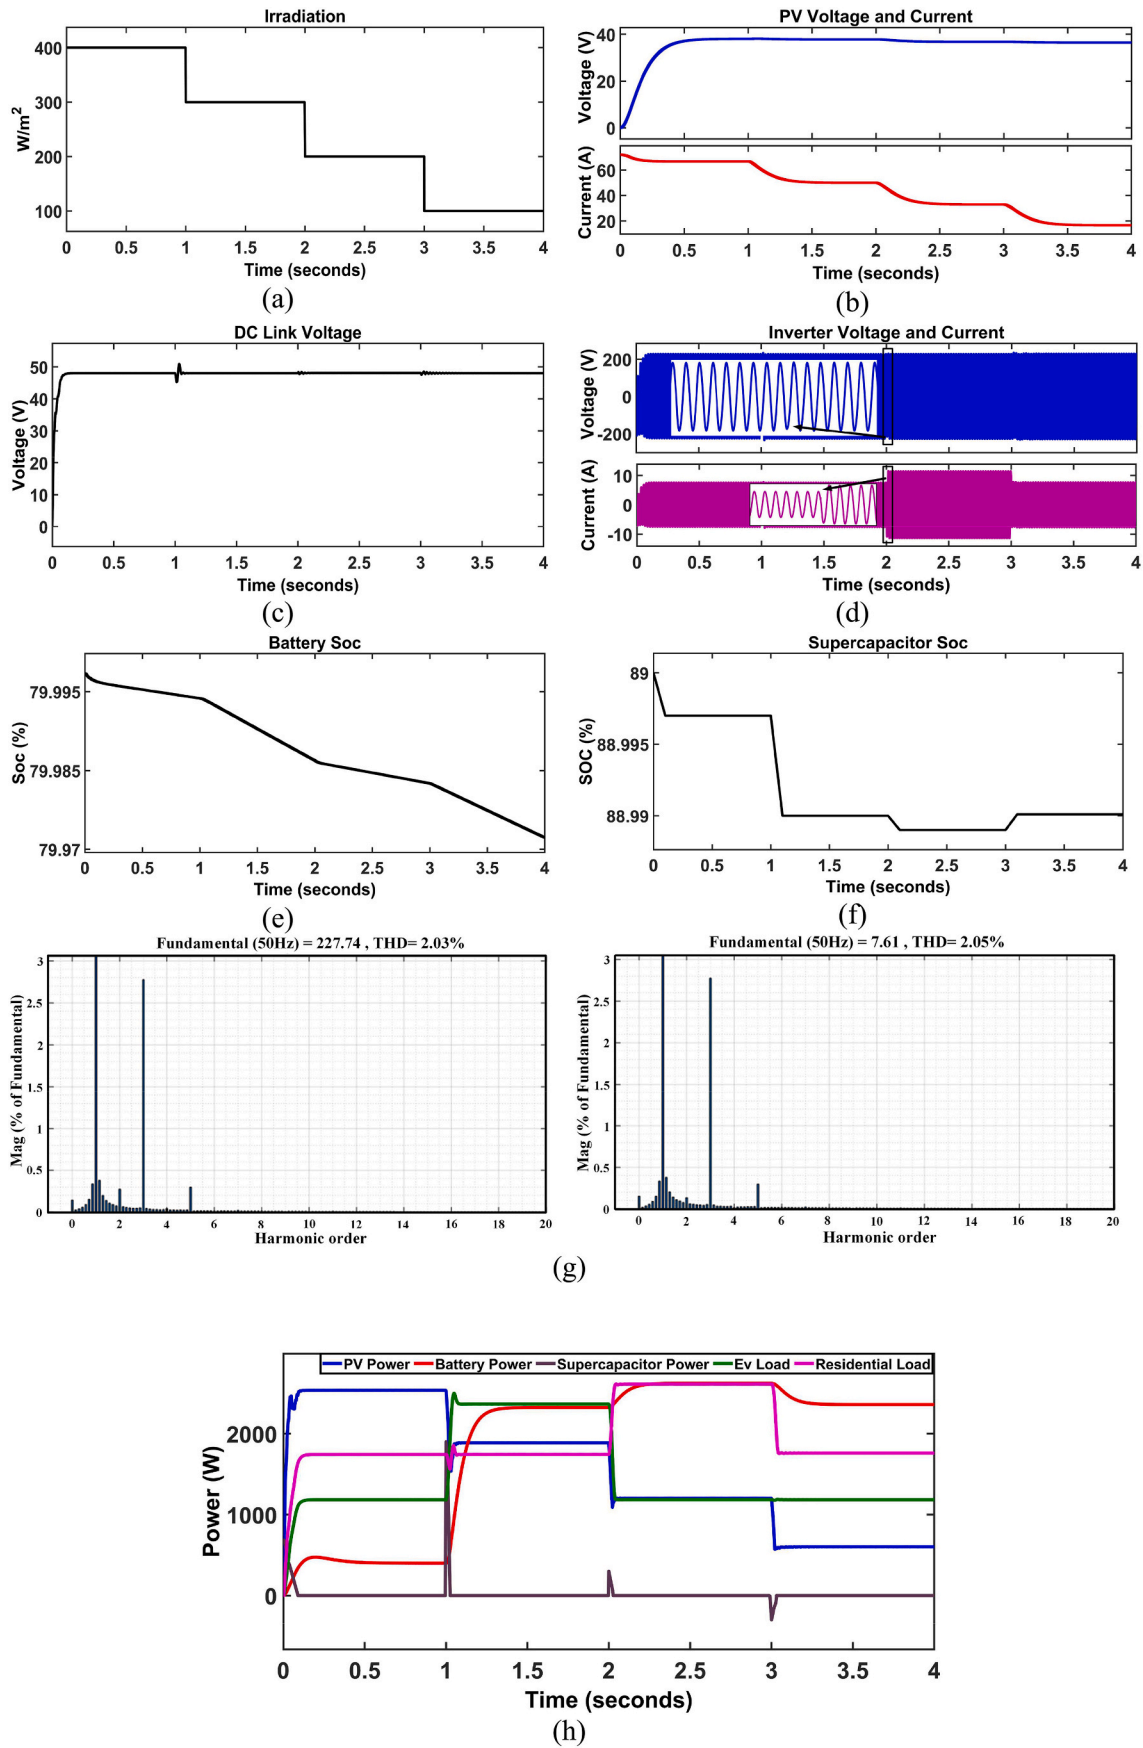 Irradiation
W/m2
400
300
200
100
0 0.5 1 1.5 2 2.5 3 3.5 4
Time (seconds)
(a)
PV Voltage and Current
Voltage (V)
40
20
0
Current (A)
60
40
20
0 0.5 1 1.5 2 2.5 3 3.5 4
Time (seconds)
(b)
DC Link Voltage
Voltage (V)
50
40
30
20
10
0
0 0.5 1 1.5 2 2.5 3 3.5 4
Time (seconds)
(c)
Inverter Voltage and Current
Voltage (V)
200
0
-200
Current (A)
10
0
-10
0 0.5 1 1.5 2 2.5 3 3.5 4
Time (seconds)
(d)
Battery Soc
Soc (%)
79.995
79.985
79.97
0 0.5 1 1.5 2 2.5 3 3.5 4
Time (seconds)
(e)
Supercapacitor Soc
SOC (%)
89
88.995
88.99
0 0.5 1 1.5 2 2.5 3 3.5 4
Time (seconds)
(f)
Fundamental (50Hz) = 227.74 , THD= 2.03%
Mag (% of Fundamental)
3
2.5
2
1.5
1
0.5
0
0 2 4 6 8 10 12 14 16 18 20
Harmonic order
Fundamental (50Hz) = 7.61 , THD= 2.05%
Mag (% of Fundamental)
3
2.5
2
1.5
1
0.5
0
0 2 4 6 8 10 12 14 16 18 20
Harmonic order
(g)
PV Power Battery Power Supercapacitor Power Ev Load Residential Load
Power (W)
2000
1000
0
0 0.5 1 1.5 2 2.5 3 3.5 4
Time (seconds)
(h)